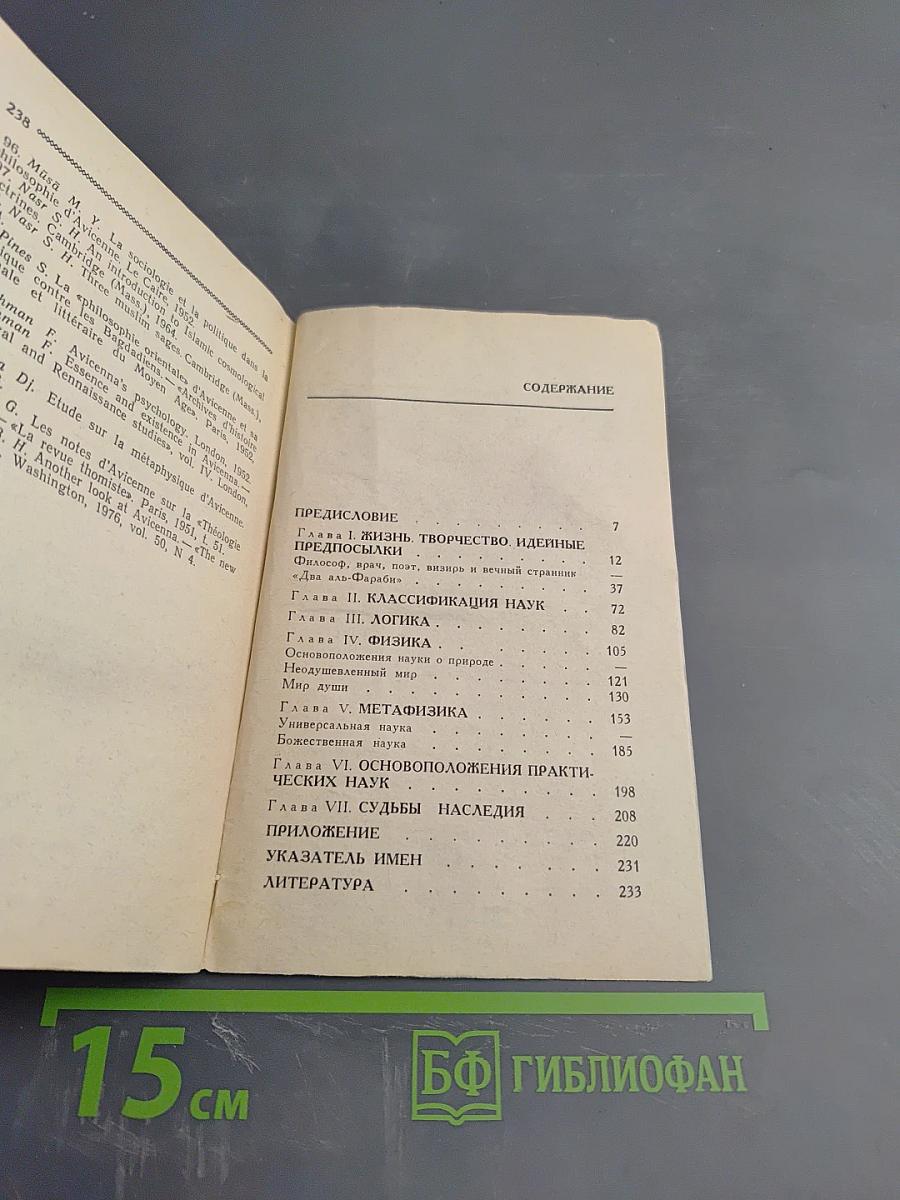 238
96. Mūsā M. Y. La sociologie et la politique dans la
philosophie d'Avicenne. Le Caire, 1952.
97. Nasr S. H. An introduction to Islamic cosmological
doctrines. Cambridge (Mass.), 1964.
Nasr S. H. Three muslim sages. Cambridge (Mass.),
Pines S. La «philosophie orientale» d'Avicenne et sa
contre les Bagdadiens.— «Archives d'histoire
et littéraire du Moyen Age». Paris, 1952.
F. Avicenna's psychology. London, 1952.
F. Essence and existence in Avicenna.—
and Rennaissance studies», vol. IV. London,
Dj. Etude sur la métaphysique d'Avicenne.
G. Les notes d'Avicenne sur la «Théologie
«La revue thomiste». Paris, 1951, t. 51.
H. Another look at Avicenna.— «The new
Washington, 1976, vol. 50, N 4.
СОДЕРЖАНИЕ
ПРЕДИСЛОВИЕ . . . . . . . . 7
Глава I. ЖИЗНЬ. ТВОРЧЕСТВО. ИДЕЙНЫЕ
ПРЕДПОСЫЛКИ . . . . . . . . 12
Философ, врач, поэт, визирь и вечный странник —
«Два аль-Фараби» . . . . . . . . 37
Глава II. КЛАССИФИКАЦИЯ НАУК . . 72
Глава III. ЛОГИКА . . . . . . . . 82
Глава IV. ФИЗИКА . . . . . . . . 105
Основоположения науки о природе . . . . . —
Неодушевленный мир . . . . . . . . 121
Мир души . . . . . . . . . 130
Глава V. МЕТАФИЗИКА . . . . . . 153
Универсальная наука . . . . . . . . —
Божественная наука . . . . . . . . 185
Глава VI. ОСНОВОПОЛОЖЕНИЯ ПРАКТИ-
ЧЕСКИХ НАУК . . . . . . . . 198
Глава VII. СУДЬБЫ НАСЛЕДИЯ . . . . 208
ПРИЛОЖЕНИЕ . . . . . . . . 220
УКАЗАТЕЛЬ ИМЕН . . . . . . . 231
ЛИТЕРАТУРА . . . . . . . . 233
15 см
БФ ГИБЛИОФАН